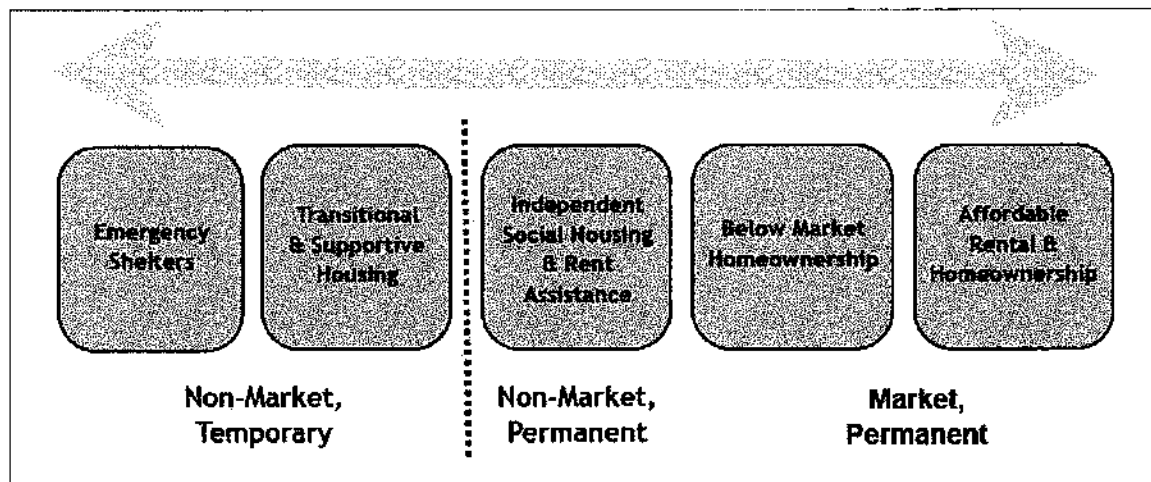 Emergency
Shelters
Transitional
& Supportive
Housing
Independent
Social Housing
& Rent
Assistance
Below Market
Homeownership
Affordable
Rental &
Homeownership
Non-Market,
Temporary
Non-Market,
Permanent
Market,
Permanent